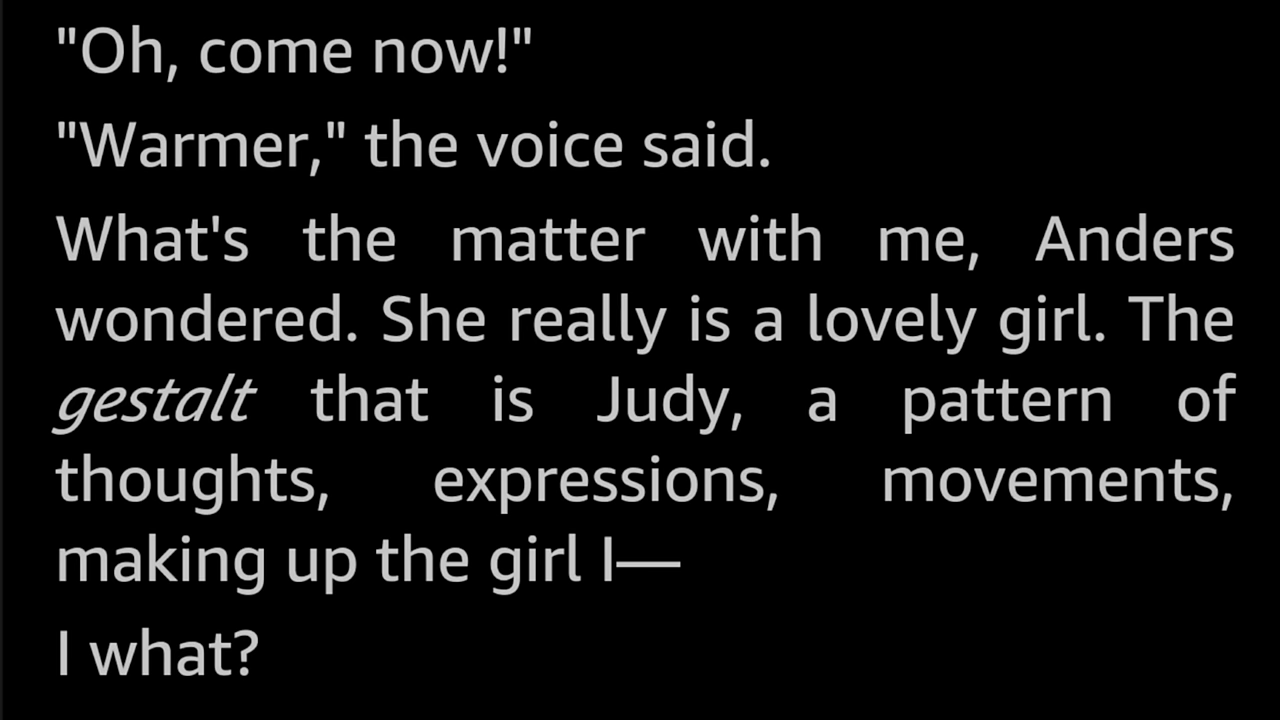 "Oh, come now!"
"Warmer," the voice said.
What's the matter with me, Anders
wondered. She really is a lovely girl. The
gestalt that is Judy, a pattern of
thoughts, expressions, movements,
making up the girl I—
I what?